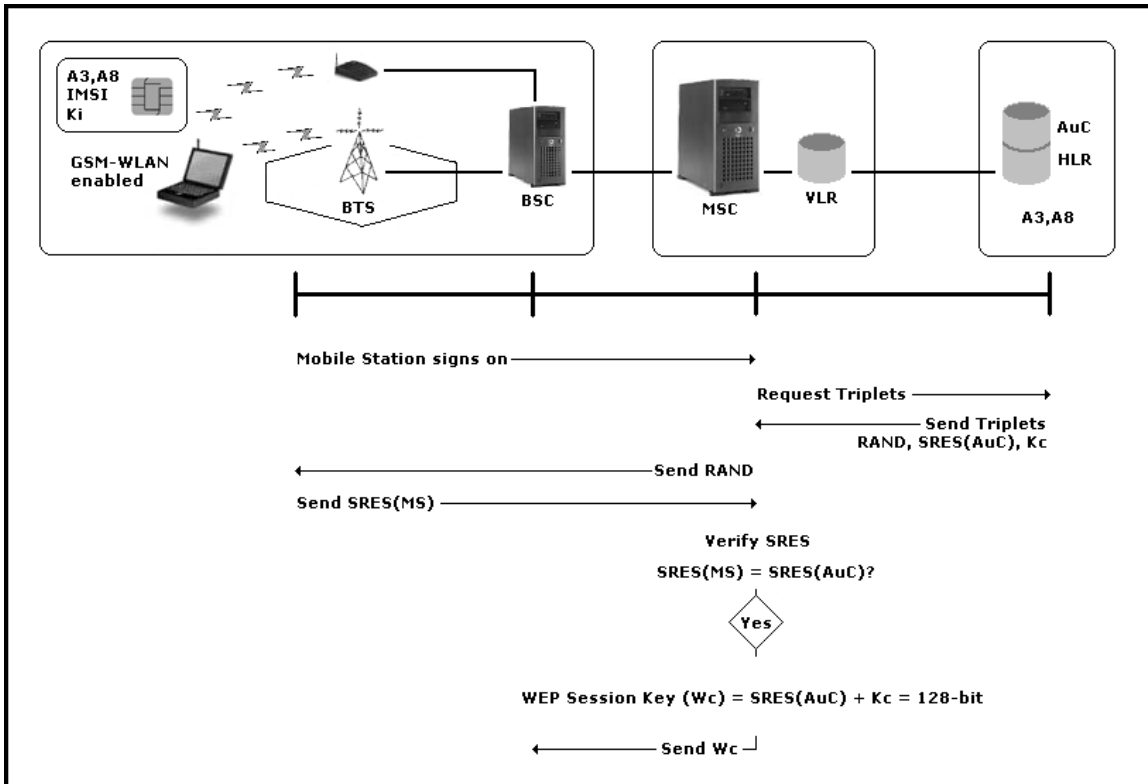 A3,A8
IMSI
Ki
GSM-WLAN
enabled
BTS
BSC
MSC
VLR
AuC
HLR
A3,A8
Mobile Station signs on
Request Triplets
Send Triplets
RAND, SRES(AuC), Kc
Send RAND
Send SRES(MS)
Verify SRES
SRES(MS) = SRES(AuC)?
Yes
WEP Session Key (Wc) = SRES(AuC) + Kc = 128-bit
Send Wc